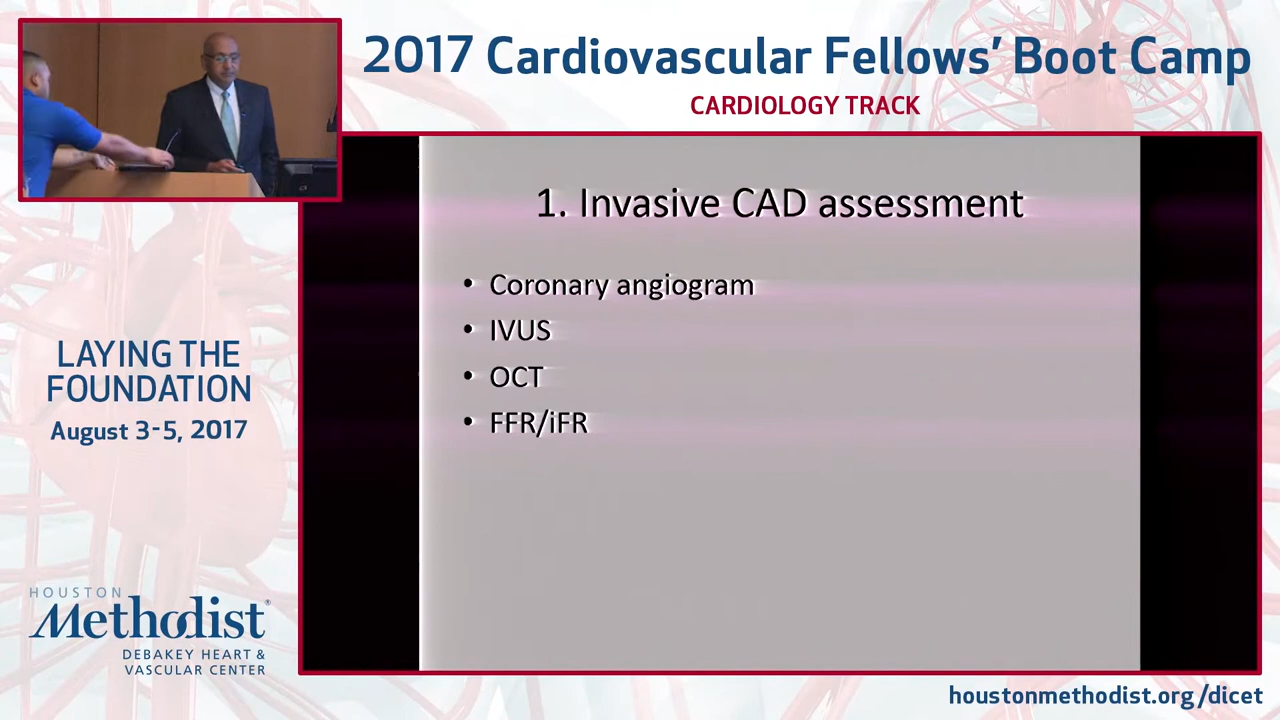 2017 Cardiovascular Fellows’ Boot Camp
CARDIOLOGY TRACK
1. Invasive CAD assessment
• Coronary angiogram
• IVUS
• OCT
• FFR/iFR
LAYING THE
FOUNDATION
August 3-5, 2017
HOUSTON
Methodist®
DEBAKEY HEART &
VASCULAR CENTER
houstonmethodist.org/dicet